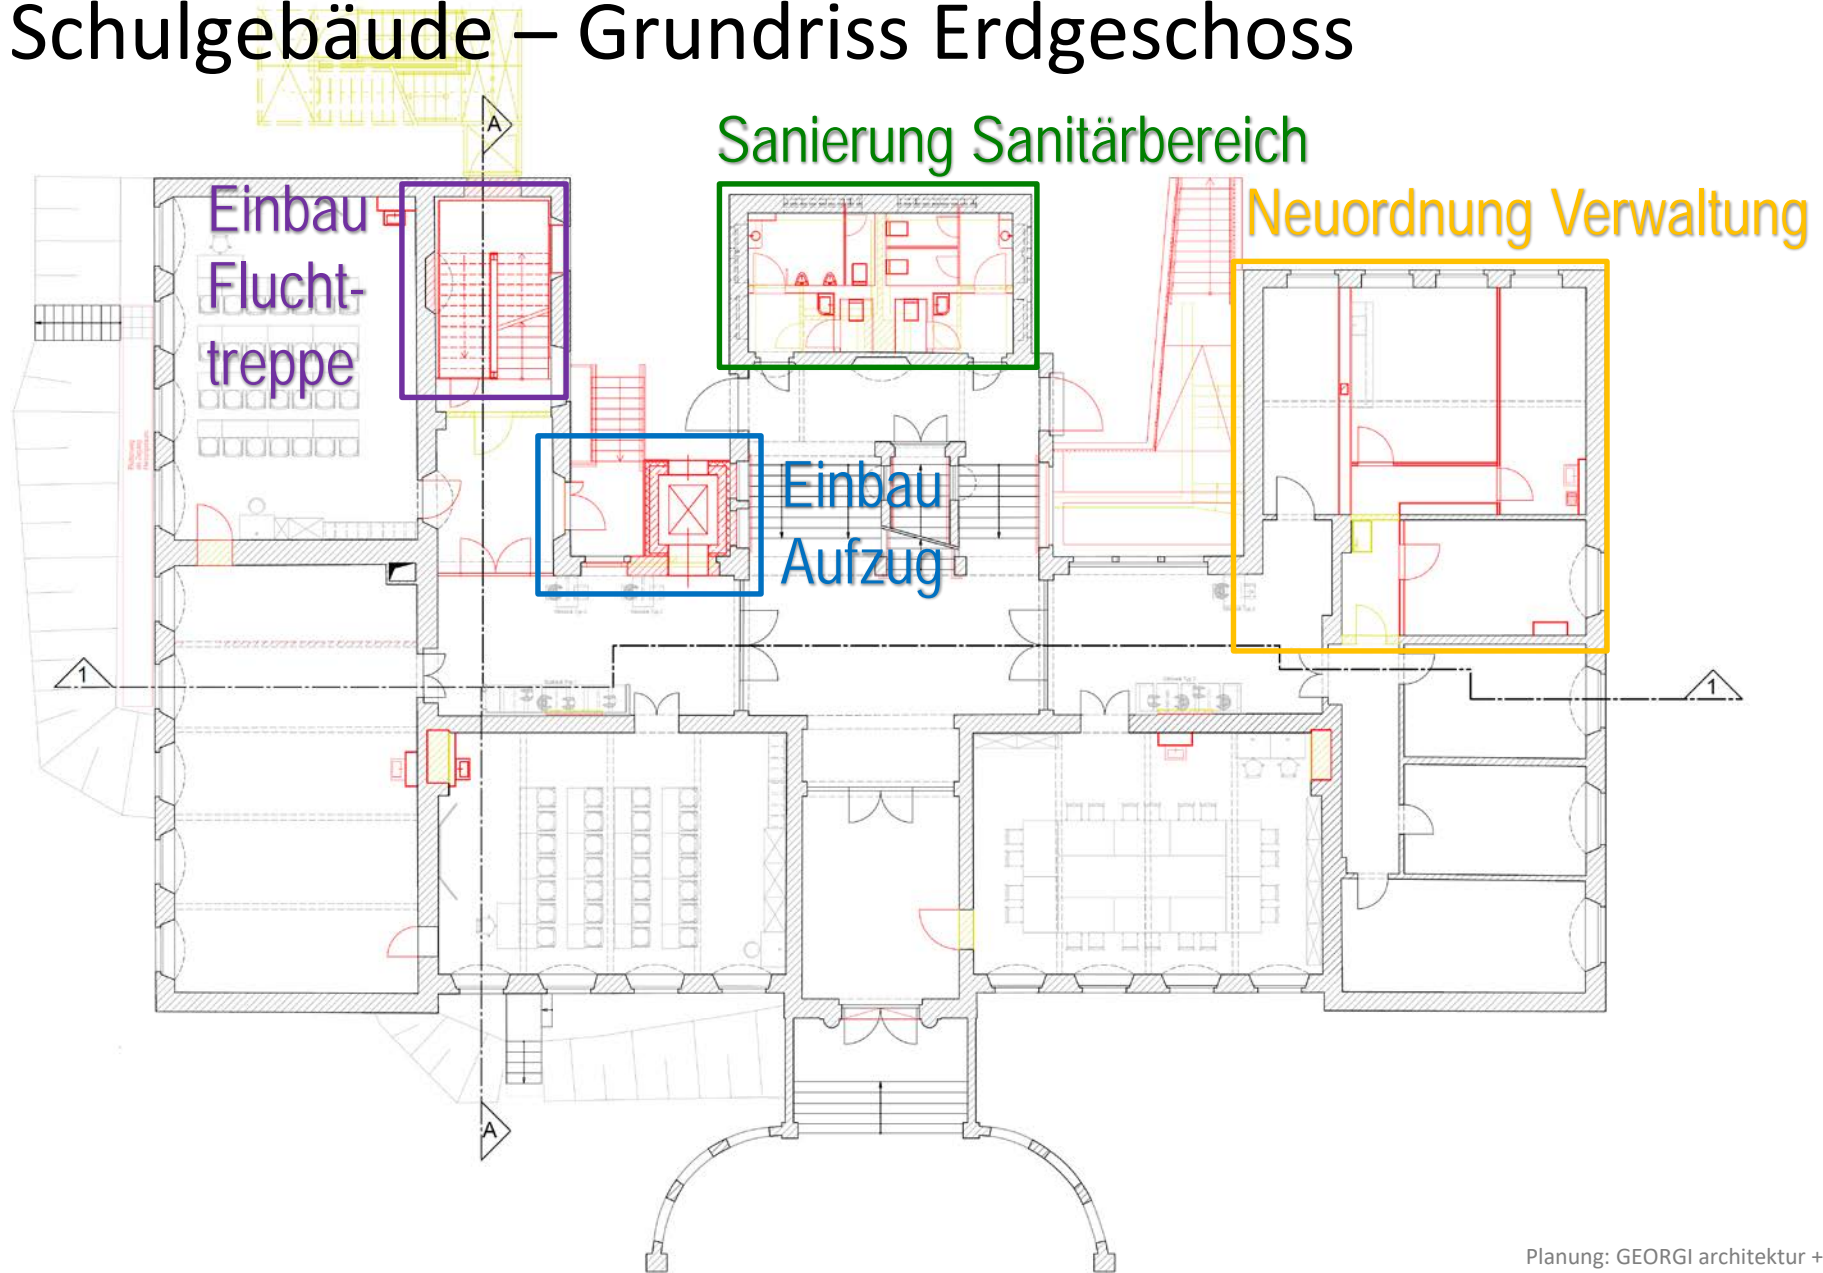 Schulgebäude – Grundriss Erdgeschoss
A
Sanierung Sanitärbereich
Einbau
Flucht-
treppe
Neuordnung Verwaltung
Einbau
Aufzug
1
1
A
Planung: GEORGI architektur +